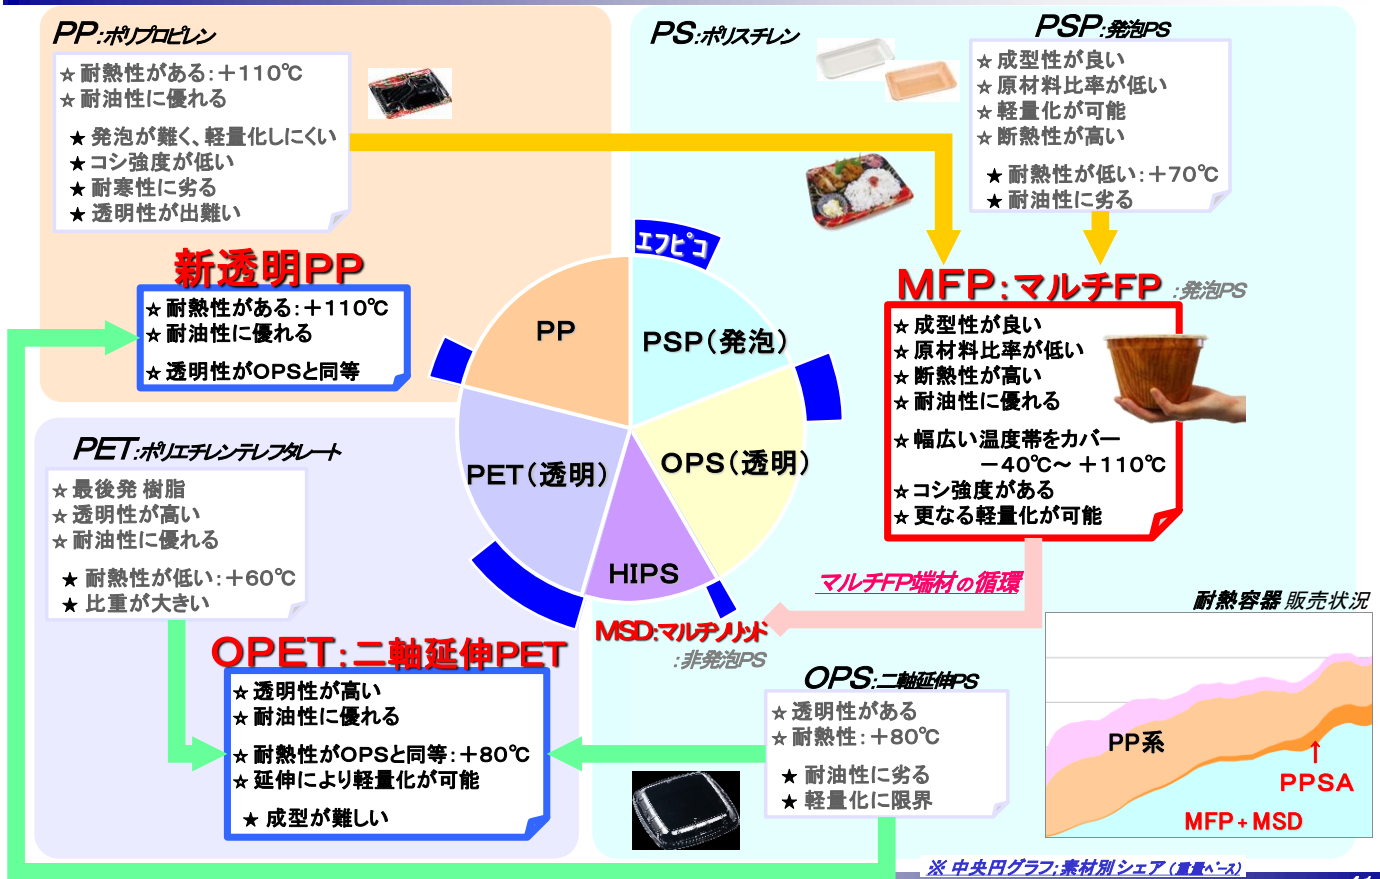 PP:ポリプロピレン
☆耐熱性がある:＋110℃
☆耐油性に優れる
★発泡が難く、軽量化しにくい
★コシ強度が低い
★耐寒性に劣る
★透明性が出難い
新透明PP
☆耐熱性がある:＋110℃
☆耐油性に優れる
☆透明性がOPSと同等
PS:ポリスチレン
PSP:発泡PS
☆成型性が良い
☆原材料比率が低い
☆軽量化が可能
☆断熱性が高い
★耐熱性が低い:＋70℃
★耐油性に劣る
エフピコ
PP
PSP(発泡)
OPS(透明)
HIPS
PET(透明)
MFP:マルチFP :発泡PS
☆成型性が良い
☆原材料比率が低い
☆断熱性が高い
☆耐油性に優れる
☆幅広い温度帯をカバー
－40℃～＋110℃
☆コシ強度がある
☆更なる軽量化が可能
マルチFP端材の循環
MSD:マルチソリッド
:非発泡PS
PET:ポリエチレンテレフタレート
☆最後発 樹脂
☆透明性が高い
☆耐油性に優れる
★耐熱性が低い:＋60℃
★比重が大きい
OPET:二軸延伸PET
☆透明性が高い
☆耐油性に優れる
☆耐熱性がOPSと同等:＋80℃
☆延伸により軽量化が可能
★成型が難しい
OPS:二軸延伸PS
☆透明性がある
☆耐熱性:＋80℃
★耐油性に劣る
★軽量化に限界
耐熱容器 販売状況
PP系
PPSA
MFP+MSD
※ 中央円グラフ;素材別シェア(重量ベース)